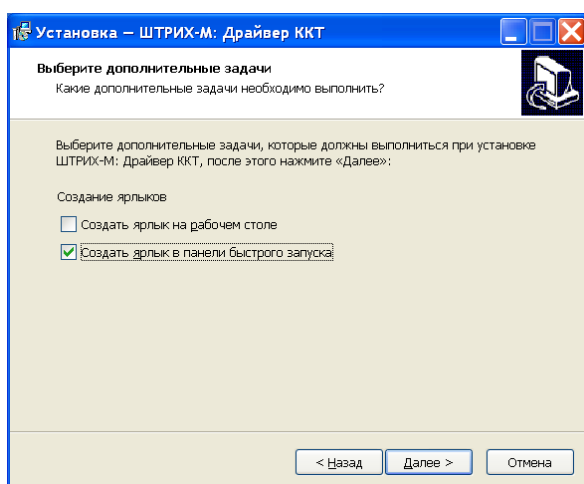 Установка — ШТРИХ-М: Драйвер ККТ
Выберите дополнительные задачи
Какие дополнительные задачи необходимо выполнить?
Выберите дополнительные задачи, которые должны выполниться при установке
ШТРИХ-М: Драйвер ККТ, после этого нажмите «Далее»:
Создание ярлыков
Создать ярлык на рабочем столе
Создать ярлык в панели быстрого запуска
< Назад
Далее >
Отмена